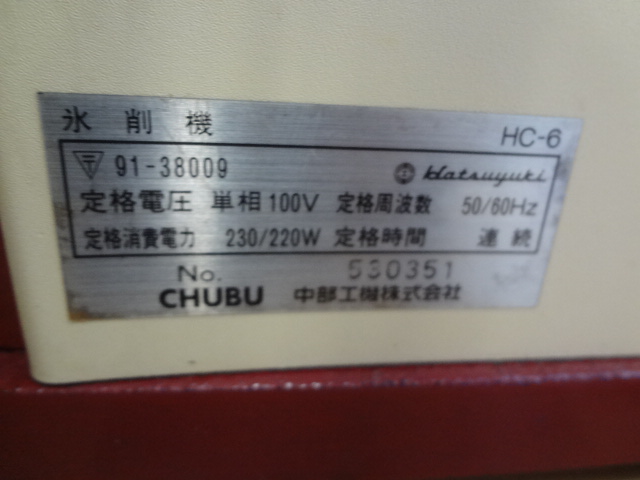 氷削機 HC-6
〒 91-38009 Hatsuyuki
定格電圧 単相100V 定格周波数 50/60Hz
定格消費電力 230/220W 定格時間 連続
No. 530351
CHUBU 中部工機株式会社